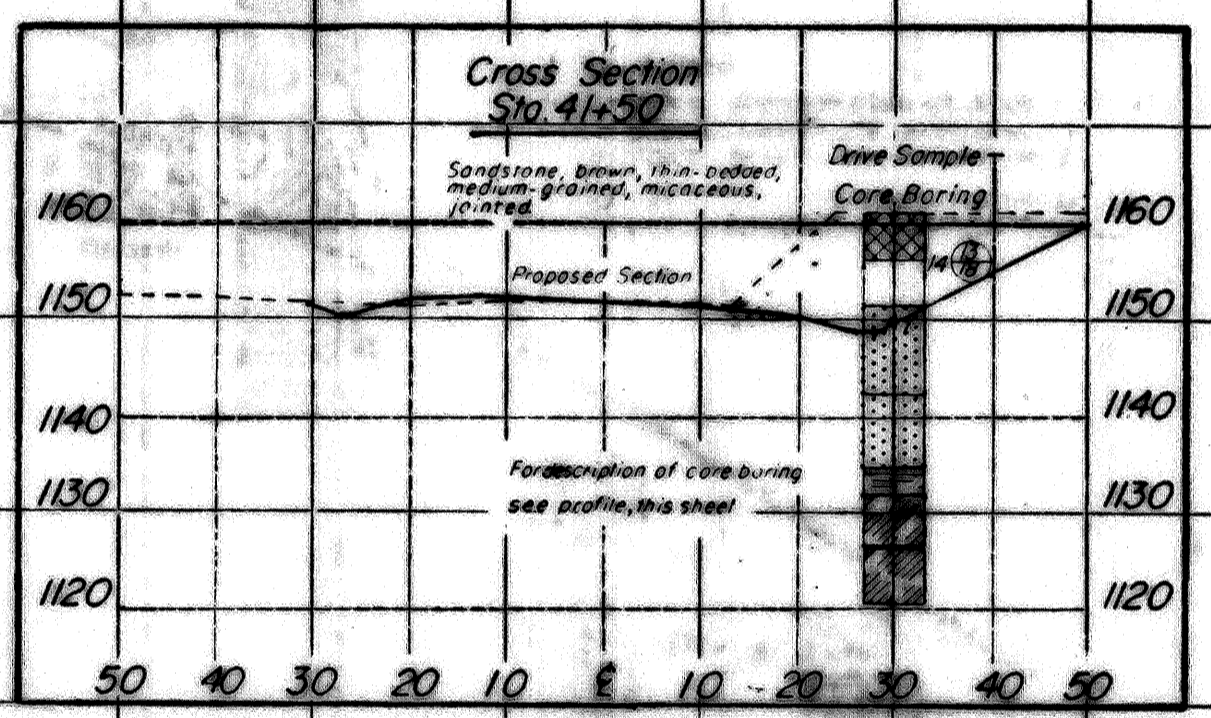 Cross Section
Sta. 41+50
Sandstone, brown, thin-bedded,
medium-grained, micaceous,
jointed
Drive Sample
Core Boring
1160
1160
14 13
18
Proposed Section
1150
1150
1140
1140
For description of core boring
see profile, this sheet
1130
1130
1120
1120
50 40 30 20 10 ℄ 10 20 30 40 50